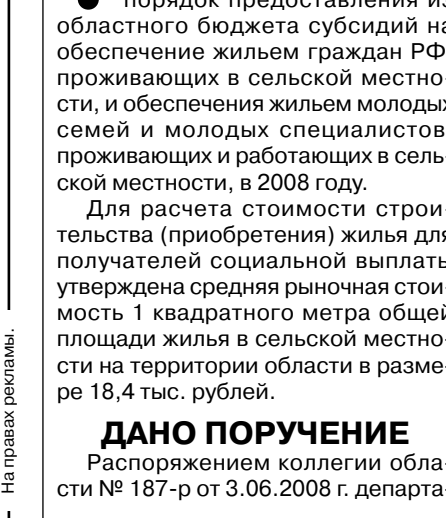 ● порядок предоставления из
областного бюджета субсидий на
обеспечение жильем граждан РФ,
проживающих в сельской местно-
сти, и обеспечения жильем молодых
семей и молодых специалистов,
проживающих и работающих в сель-
ской местности, в 2008 году.
Для расчета стоимости строи-
тельства (приобретения) жилья для
получателей социальной выплаты
утверждена средняя рыночная стои-
мость 1 квадратного метра общей
площади жилья в сельской местно-
сти на территории области в разме-
ре 18,4 тыс. рублей.
ДАНО ПОРУЧЕНИЕ
Распоряжением коллегии обла-
сти № 187-р от 3.06.2008 г. департа-
На правах рекламы.